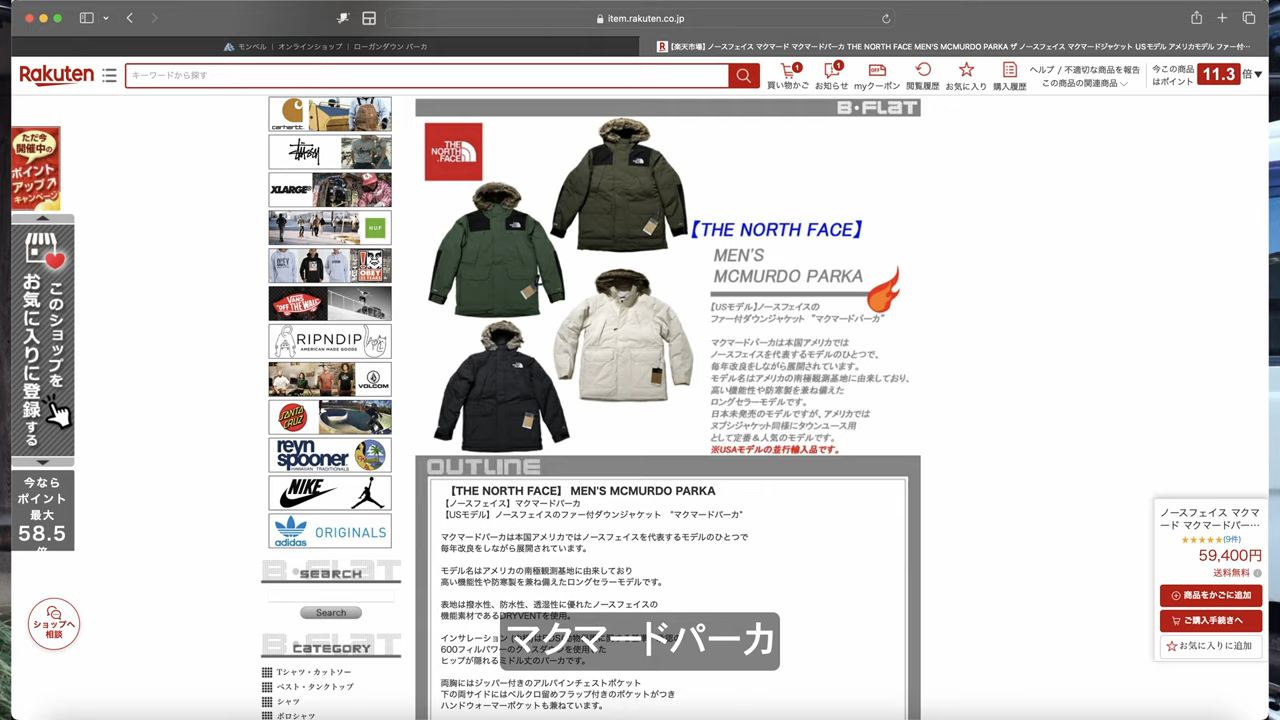 item.rakuten.co.jp
モンベル | オンラインショップ | ローガンダウン パーカ
【楽天市場】ノースフェイス マクマード マクマードパーカ THE NORTH FACE MEN'S MCMURDO PARKA ザ ノースフェイス マクマードジャケット USモデル アメリカモデル ファー付…
Rakuten
キーワードから探す
1
買い物かご
1
お知らせ
OFF
myクーポン
閲覧履歴
お気に入り
購入履歴
ヘルプ / 不適切な商品を報告
この商品の関連商品
今この商品
はポイント
11.3
倍
ただ今
開催中の
ポイント
アップ
キャンペーン
このショップを
お気に入りに登録する
今なら
ポイント
最大
58.5
倍
ショップへ
相談
carhartt
STUSSY
XLARGE
HUF
OBEY
VANS
"OFF THE WALL"
RIPNDIP
AMERICAN MADE GOODS
VOLCOM
SANTA
CRUZ
reyn
spooner
HAWAIIAN TRADITIONALS
NIKE
adidas
ORIGINALS
B・FLAT
SEARCH
Search
B・FLAT
CATEGORY
Tシャツ・カットソー
ベスト・タンクトップ
シャツ
ポロシャツ
B・FLAT
THE
NORTH
FACE
【THE NORTH FACE】
MEN'S
MCMURDO PARKA
【USモデル】ノースフェイスの
ファー付ダウンジャケット "マクマードパーカ"
マクマードパーカは本国アメリカでは
ノースフェイスを代表するモデルのひとつで、
毎年改良をしながら展開されています。
モデル名はアメリカの南極観測基地に由来しており、
高い機能性や防寒製を兼ね備えた
ロングセラーモデルです。
日本未発売のモデルですが、アメリカでは
ヌプシジャケット同様にタウンユース用
として定番＆人気のモデルです。
※USAモデルの並行輸入品です。
OUTLINE
【THE NORTH FACE】 MEN'S MCMURDO PARKA
【ノースフェイス】マクマードパーカ
【USモデル】ノースフェイスのファー付ダウンジャケット "マクマードパーカ"
マクマードパーカは本国アメリカではノースフェイスを代表するモデルのひとつで
毎年改良をしながら展開されています。
モデル名はアメリカの南極観測基地に由来しており
高い機能性や防寒製を兼ね備えたロングセラーモデルです。
表地は撥水性、防水性、透湿性に優れたノースフェイスの
機能素材であるDRYVENTを使用。
インサレーション
600フィルパワーの
ヒップが隠れるミドル丈のパーカです。
マクマードパーカ
両胸にはジッパー付きのアルパインチェストポケット
下の両サイドにはベルクロ留めフラップ付きのポケットがつき
ハンドウォーマーポケットも兼ねています。
ノースフェイス マクマ
ード マクマードパー…
★★★★★(9件)
59,400円
送料無料
商品をかごに追加
ご購入手続きへ
お気に入りに追加